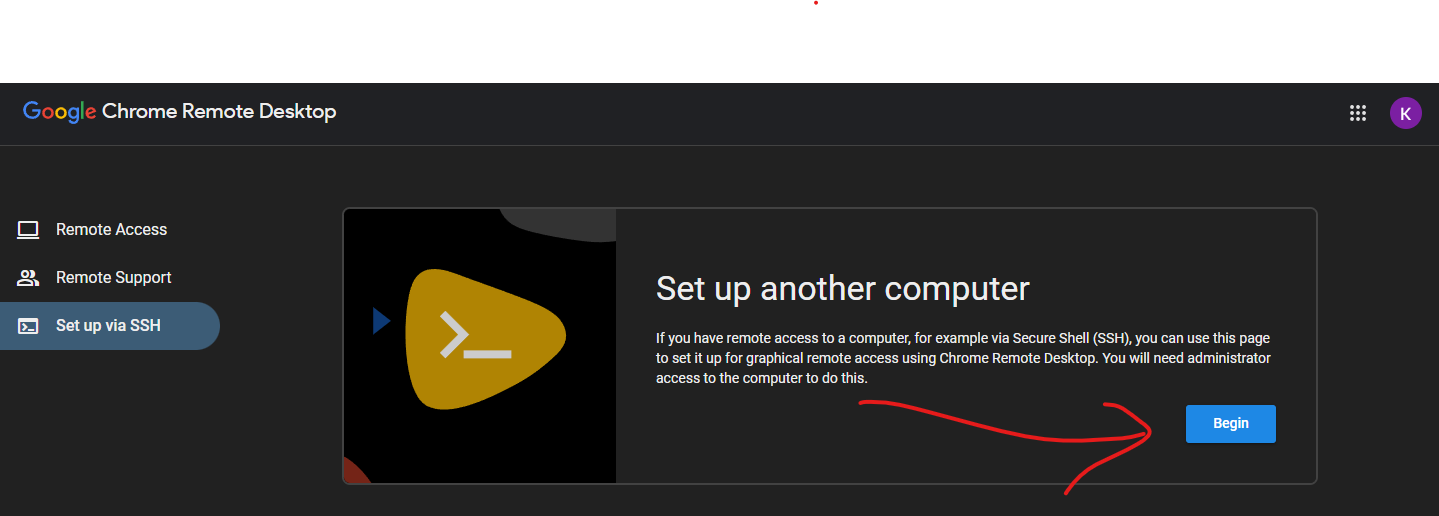 Google Chrome Remote Desktop
K
Remote Access
Remote Support
Set up via SSH
Set up another computer
If you have remote access to a computer, for example via Secure Shell (SSH), you can use this page
to set it up for graphical remote access using Chrome Remote Desktop. You will need administrator
access to the computer to do this.
Begin